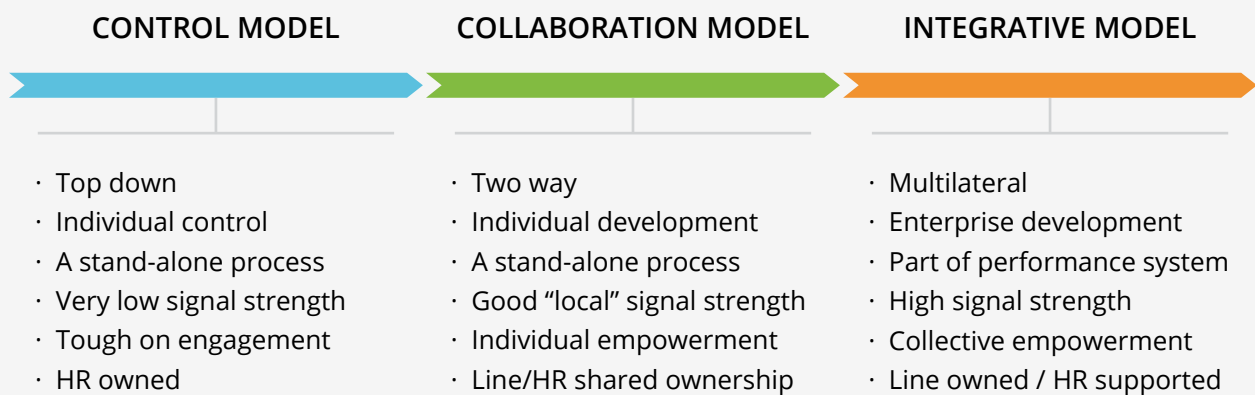 CONTROL MODEL
· Top down
· Individual control
· A stand-alone process
· Very low signal strength
· Tough on engagement
· HR owned
COLLABORATION MODEL
· Two way
· Individual development
· A stand-alone process
· Good “local” signal strength
· Individual empowerment
· Line/HR shared ownership
INTEGRATIVE MODEL
· Multilateral
· Enterprise development
· Part of performance system
· High signal strength
· Collective empowerment
· Line owned / HR supported